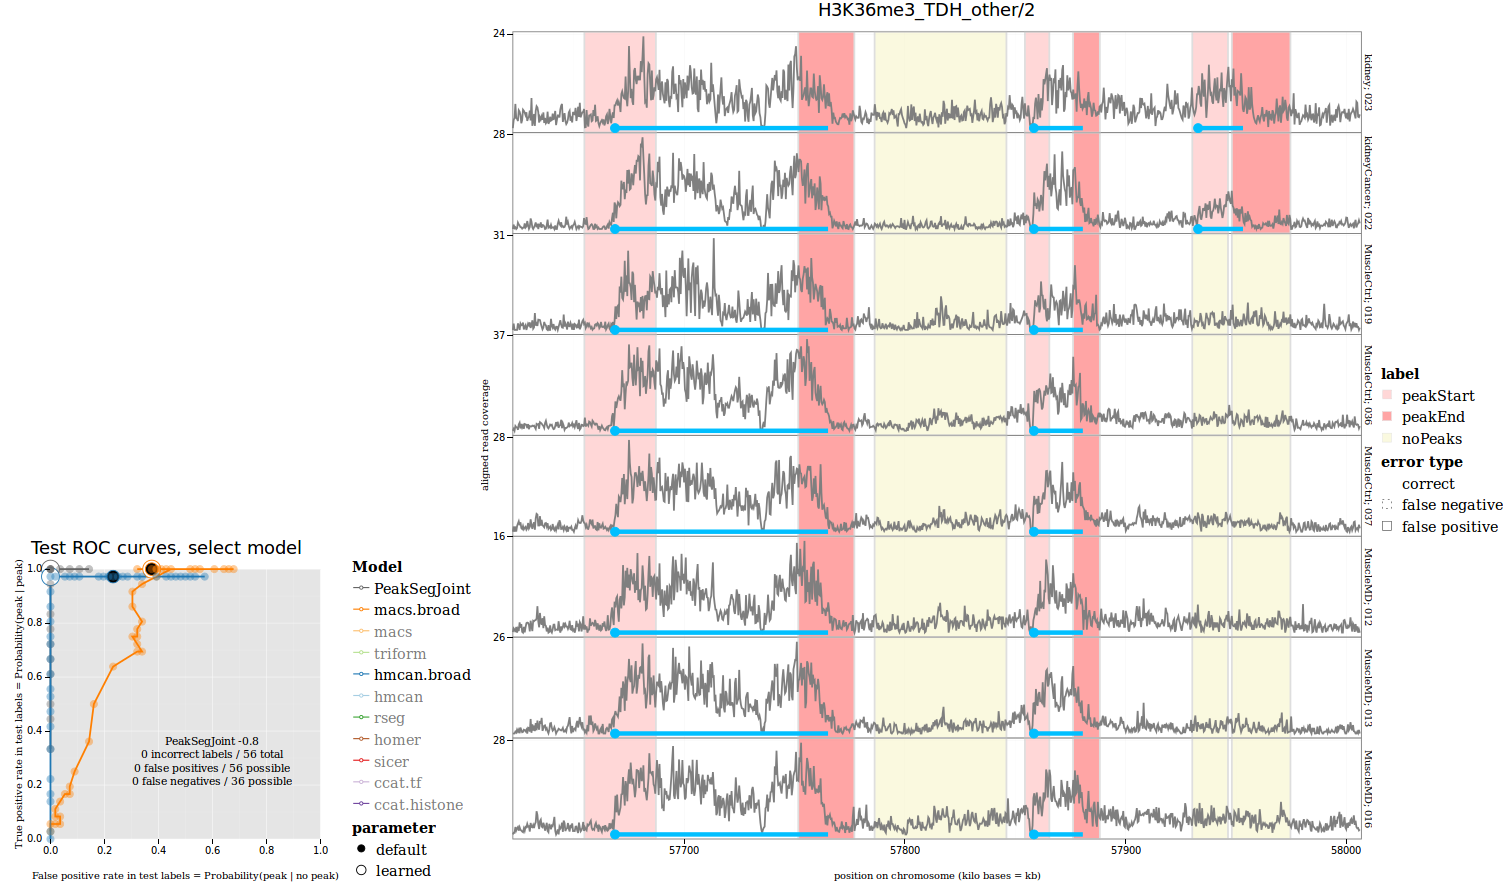 H3K36me3_TDH_other/2
24
28
31
37
28
16
26
28
aligned read coverage
kidney; 023
kidneyCancer; 022
MuscleCtrl; 019
MuscleCtrl; 036
MuscleCtrl; 037
MuscleMD; 012
MuscleMD; 013
MuscleMD; 016
57700
57800
57900
58000
position on chromosome (kilo bases = kb)
label
peakStart
peakEnd
noPeaks
error type
correct
false negative
false positive
Test ROC curves, select model
True positive rate in test labels = Probability(peak | peak)
1.0
0.8
0.6
0.4
0.2
0.0
PeakSegJoint -0.8
0 incorrect labels / 56 total
0 false positives / 56 possible
0 false negatives / 36 possible
0.0
0.2
0.4
0.6
0.8
1.0
False positive rate in test labels = Probability(peak | no peak)
Model
PeakSegJoint
macs.broad
macs
triform
hmcan.broad
hmcan
rseg
homer
sicer
ccat.tf
ccat.histone
parameter
default
learned